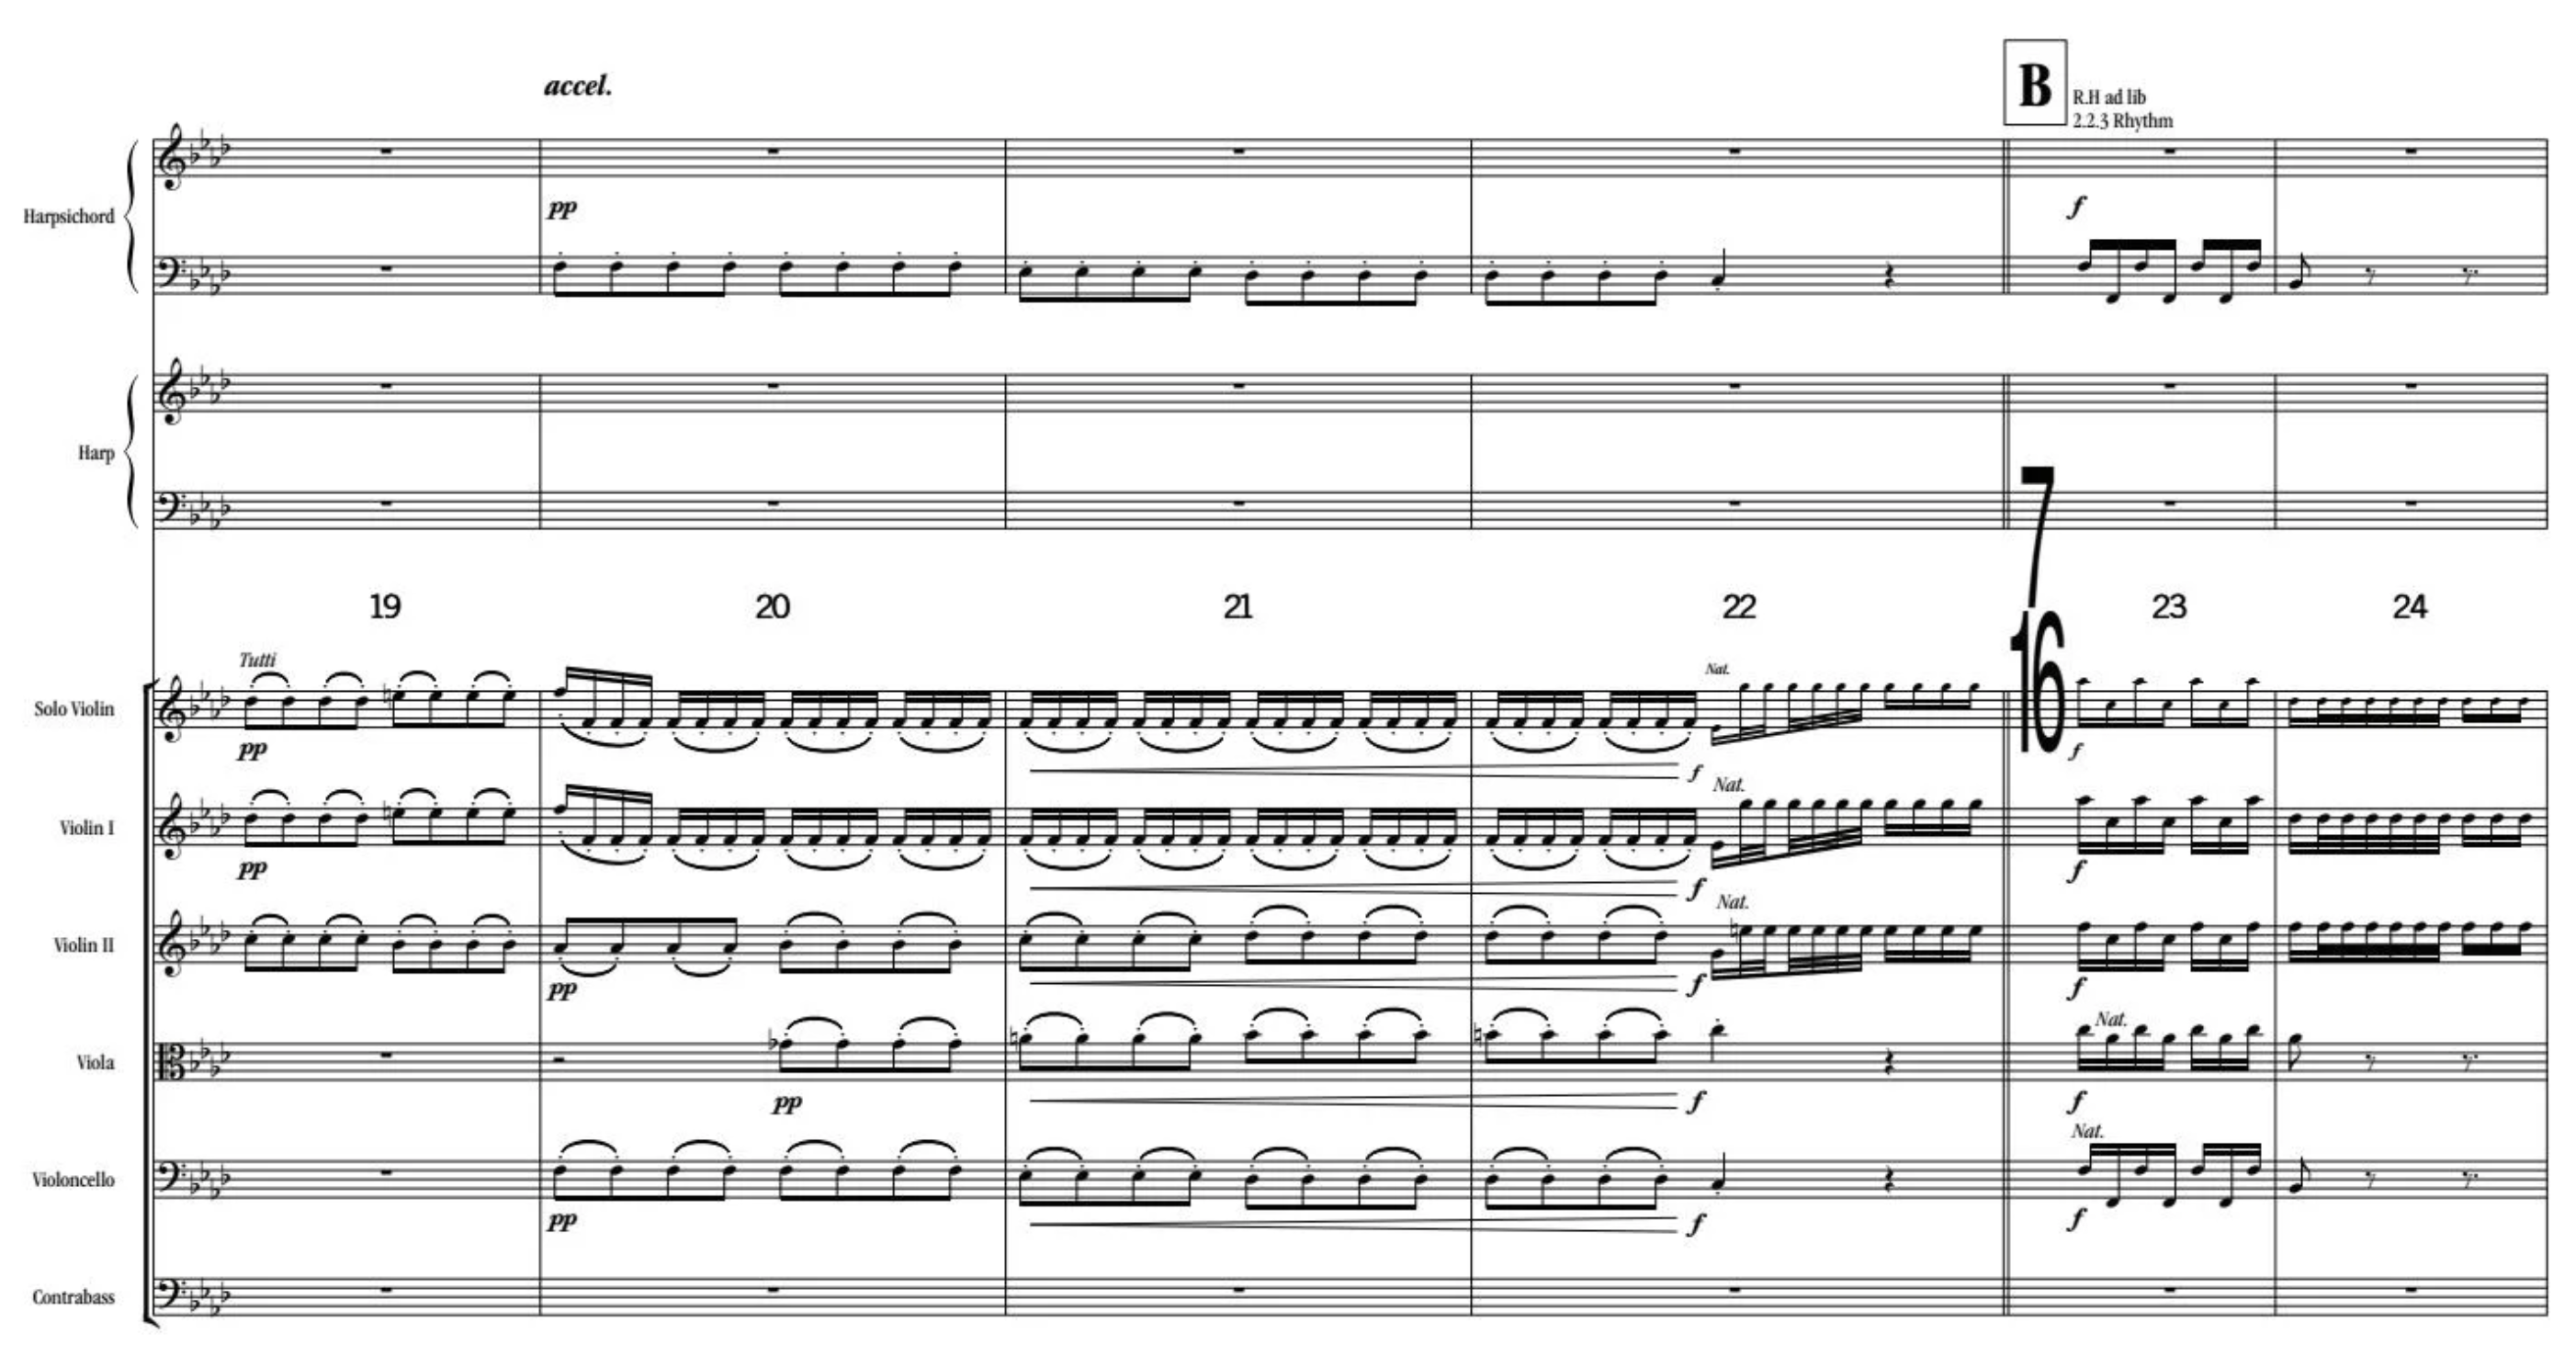 accel.
B
R.H ad lib
2.2.3 Rhythm
Harpsichord
pp
f
Harp
7
16
19 20 21 22 23 24
Tutti
Nat.
Solo Violin
pp
f
f
Nat.
Violin I
pp
f
f
Nat.
Violin II
pp
f
f
Nat.
Viola
pp
f
f
Nat.
Violoncello
pp
f
f
Contrabass